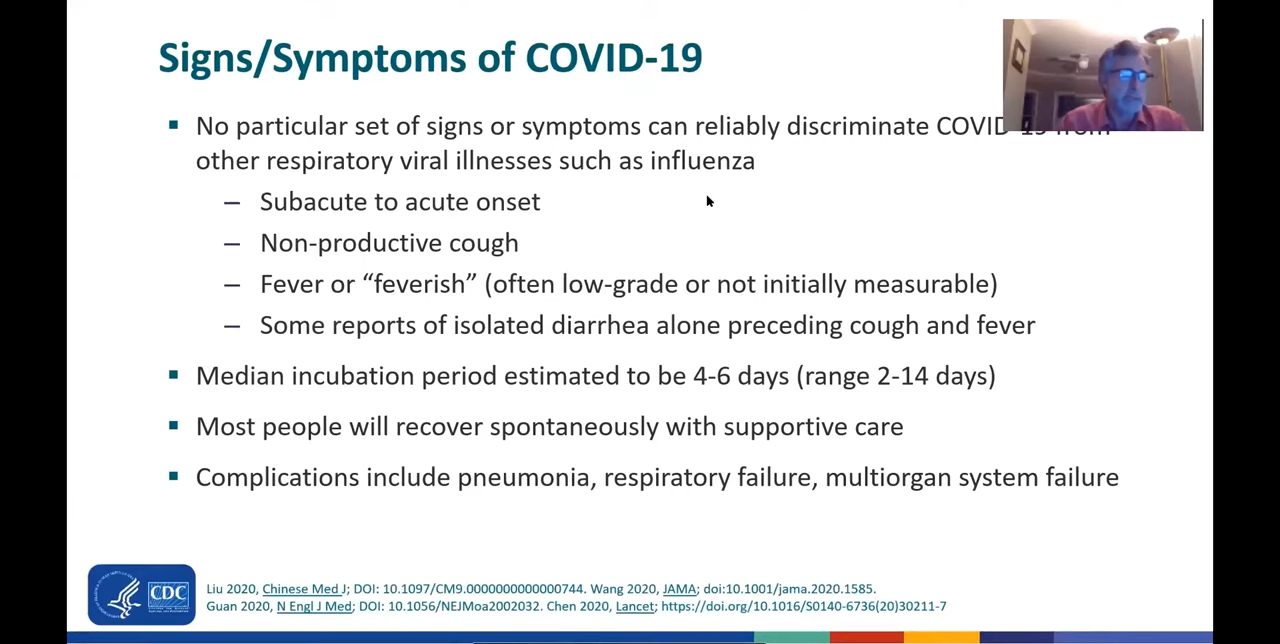 Signs/Symptoms of COVID-19
No particular set of signs or symptoms can reliably discriminate COVID from
other respiratory viral illnesses such as influenza
– Subacute to acute onset
– Non-productive cough
– Fever or “feverish” (often low-grade or not initially measurable)
– Some reports of isolated diarrhea alone preceding cough and fever
Median incubation period estimated to be 4-6 days (range 2-14 days)
Most people will recover spontaneously with supportive care
Complications include pneumonia, respiratory failure, multiorgan system failure
CDC
Liu 2020, Chinese Med J; DOI: 10.1097/CM9.0000000000000744. Wang 2020, JAMA; doi:10.1001/jama.2020.1585.
Guan 2020, N Engl J Med; DOI: 10.1056/NEJMoa2002032. Chen 2020, Lancet; https://doi.org/10.1016/S0140-6736(20)30211-7